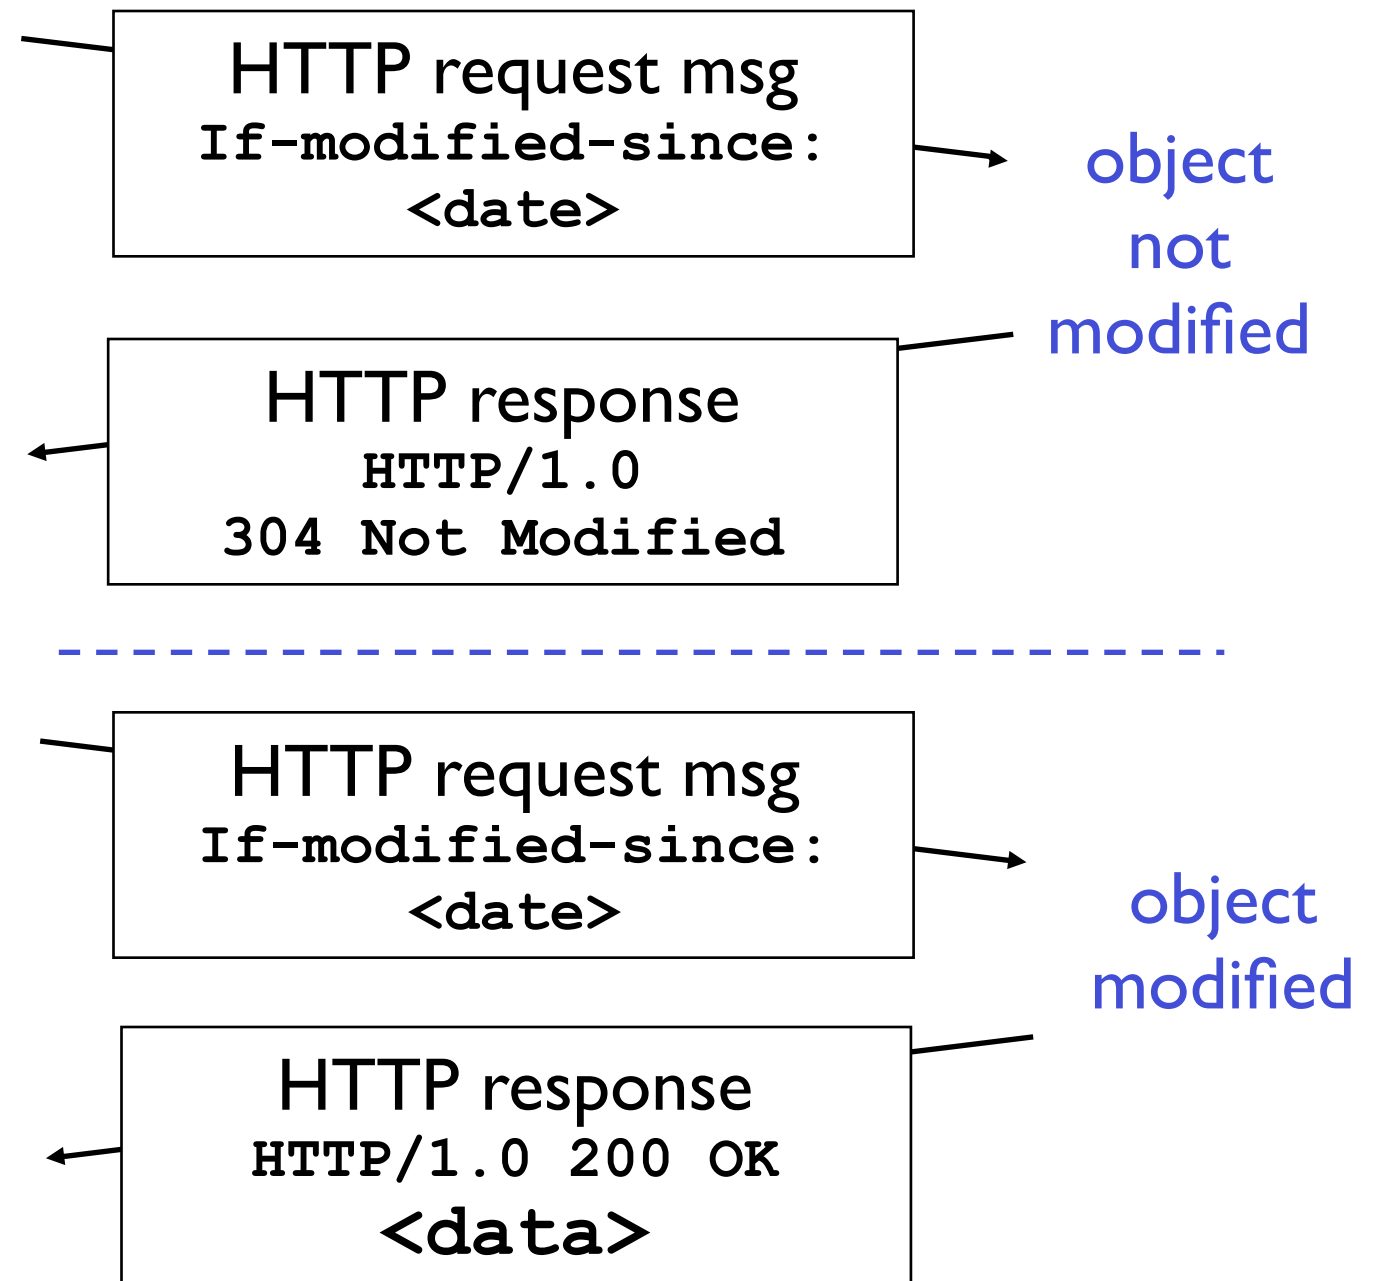 HTTP request msg
If-modified-since:
<date>
object
not
modified
HTTP response
HTTP/1.0
304 Not Modified
HTTP request msg
If-modified-since:
<date>
object
modified
HTTP response
HTTP/1.0 200 OK
<data>